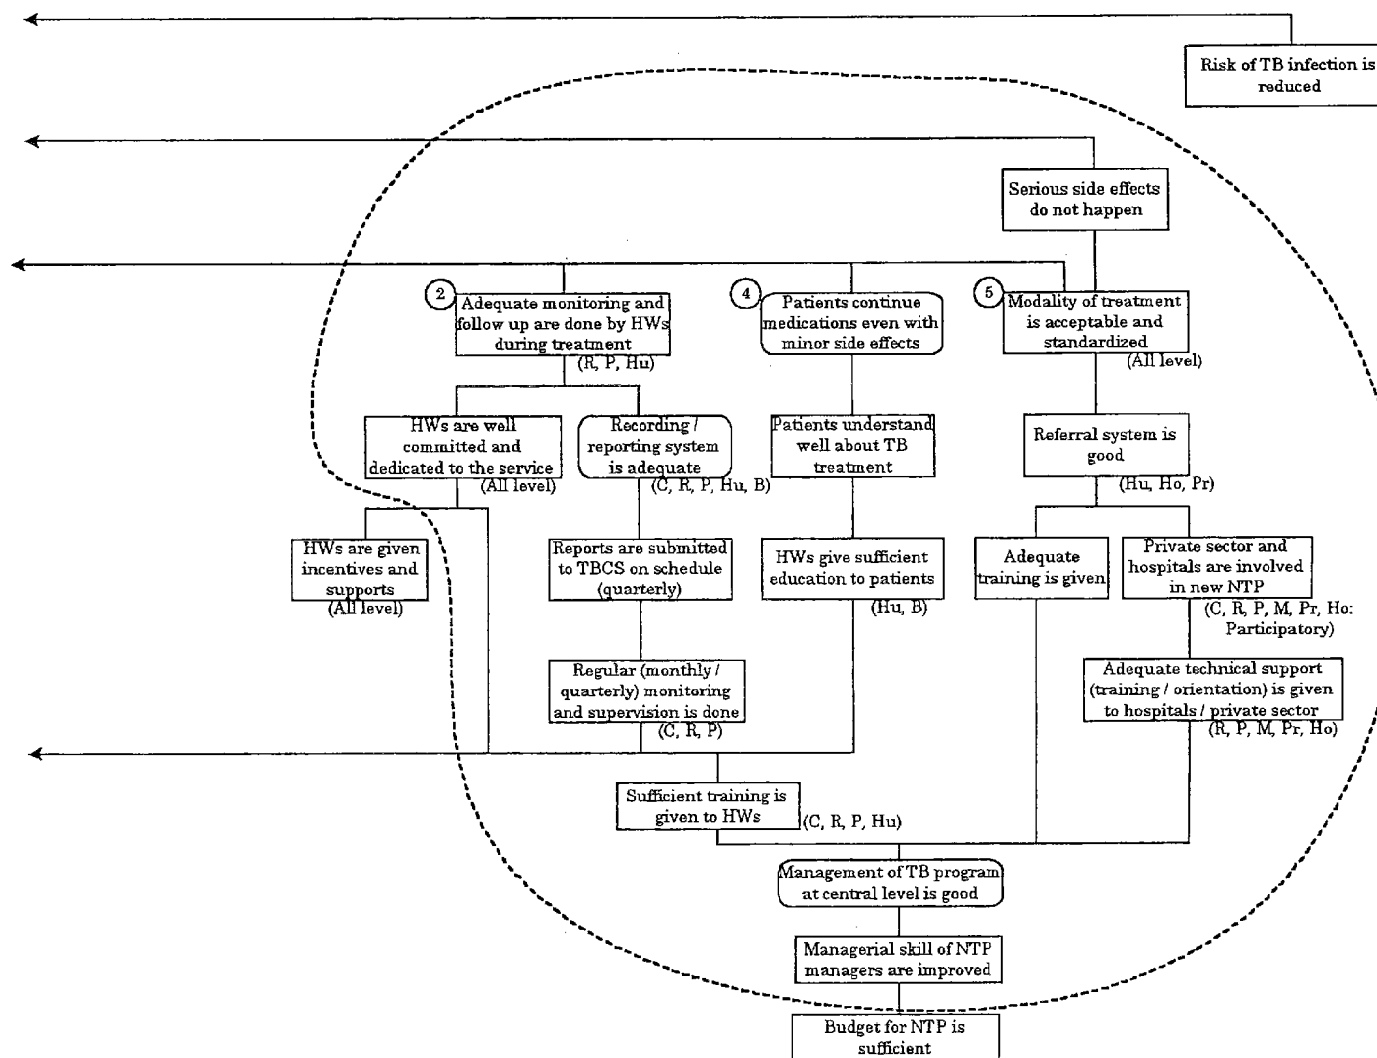 Risk of TB infection is
reduced
Serious side effects
do not happen
2
Adequate monitoring and
follow up are done by HWs
during treatment
(R, P, Hu)
4
Patients continue
medications even with
minor side effects
5
Modality of treatment
is acceptable and
standardized
(All level)
HWs are well
committed and
dedicated to the service
(All level)
Recording /
reporting system
is adequate
(C, R, P, Hu, B)
Patients understand
well about TB
treatment
Referral system is
good
(Hu, Ho, Pr)
HWs are given
incentives and
supports
(All level)
Reports are submitted
to TBCS on schedule
(quarterly)
HWs give sufficient
education to patients
(Hu, B)
Adequate
training is given
Private sector and
hospitals are involved
in new NTP
(C, R, P, M, Pr, Ho:
Participatory)
Regular (monthly /
quarterly) monitoring
and supervision is done
(C, R, P)
Adequate technical support
(training / orientation) is given
to hospitals / private sector
(R, P, M, Pr, Ho)
Sufficient training is
given to HWs
(C, R, P, Hu)
Management of TB program
at central level is good
Managerial skill of NTP
managers are improved
Budget for NTP is
sufficient